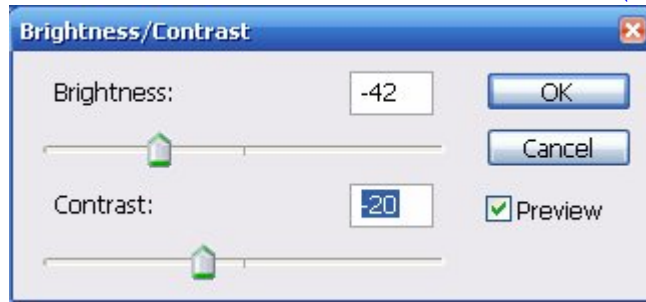 Brightness/Contrast
Brightness: -42
OK
Cancel
Contrast: -20
Preview